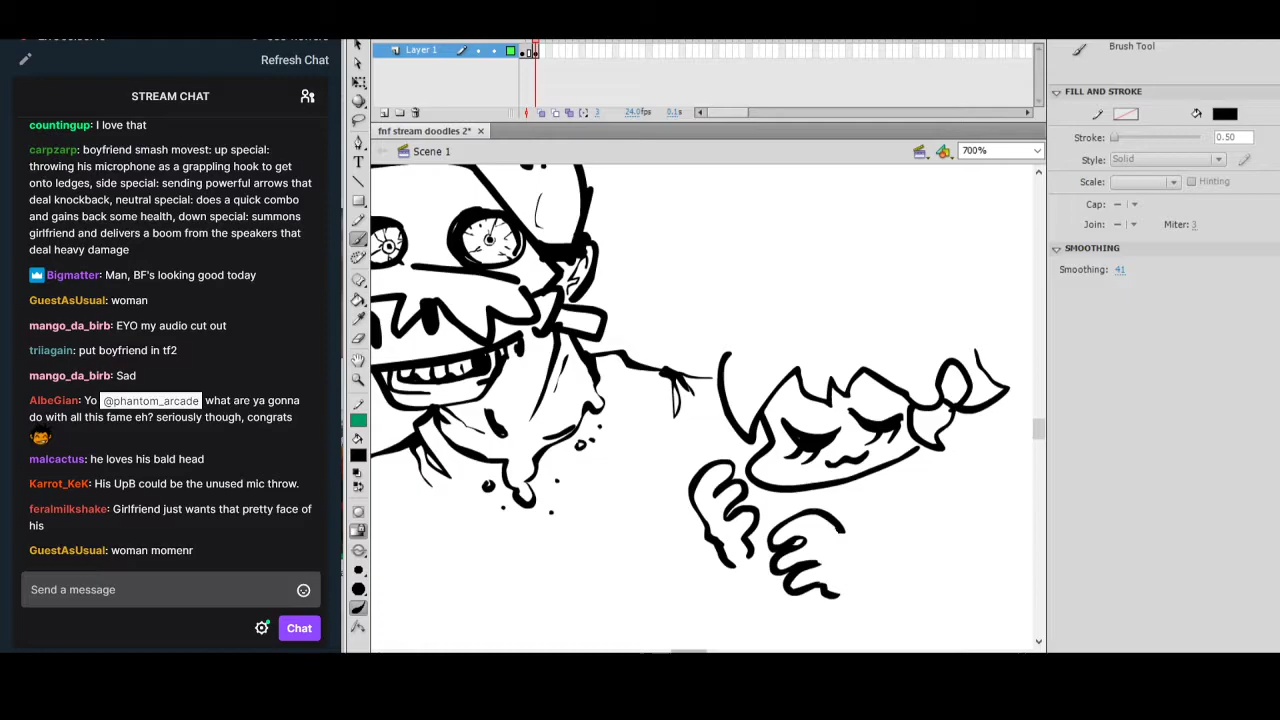 Refresh Chat
STREAM CHAT
countingup: I love that
carpzarp: boyfriend smash movest: up special:
throwing his microphone as a grappling hook to get
onto ledges, side special: sending powerful arrows that
deal knockback, neutral special: does a quick combo
and gains back some health, down special: summons
girlfriend and delivers a boom from the speakers that
deal heavy damage
Bigmatter: Man, BF's looking good today
GuestAsUsual: woman
mango_da_birb: EYO my audio cut out
triiagain: put boyfriend in tf2
mango_da_birb: Sad
AlbeGian: Yo @phantom_arcade what are ya gonna
do with all this fame eh? seriously though, congrats
malcactus: he loves his bald head
Karrot_KeK: His UpB could be the unused mic throw.
feralmilkshake: Girlfriend just wants that pretty face of
his
GuestAsUsual: woman momenr
Send a message
Chat
Layer 1
3 24.0fps 0.1s
fnf stream doodles 2*
Scene 1
700%
Brush Tool
FILL AND STROKE
Stroke: 0.50
Style: Solid
Scale: Hinting
Cap:
Join: Miter: 3
SMOOTHING
Smoothing: 41